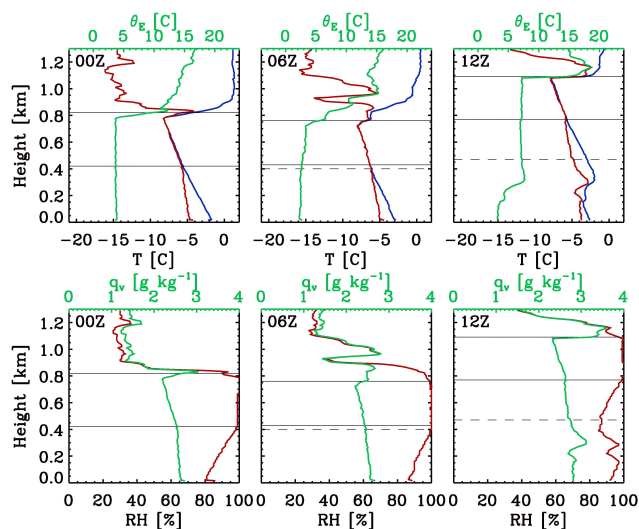 θE [C]
θE [C]
θE [C]
0 5 10 15 20
0 5 10 15 20
0 5 10 15 20
00Z
06Z
12Z
Height [km]
1.2
1.0
0.8
0.6
0.4
0.2
0.0
−20 −15 −10 −5 0
−20 −15 −10 −5 0
−20 −15 −10 −5 0
T [C]
T [C]
T [C]
qv [g kg−1]
qv [g kg−1]
qv [g kg−1]
0 1 2 3 4
0 1 2 3 4
0 1 2 3 4
00Z
06Z
12Z
Height [km]
1.2
1.0
0.8
0.6
0.4
0.2
0.0
0 20 40 60 80 100
0 20 40 60 80 100
0 20 40 60 80 100
RH [%]
RH [%]
RH [%]